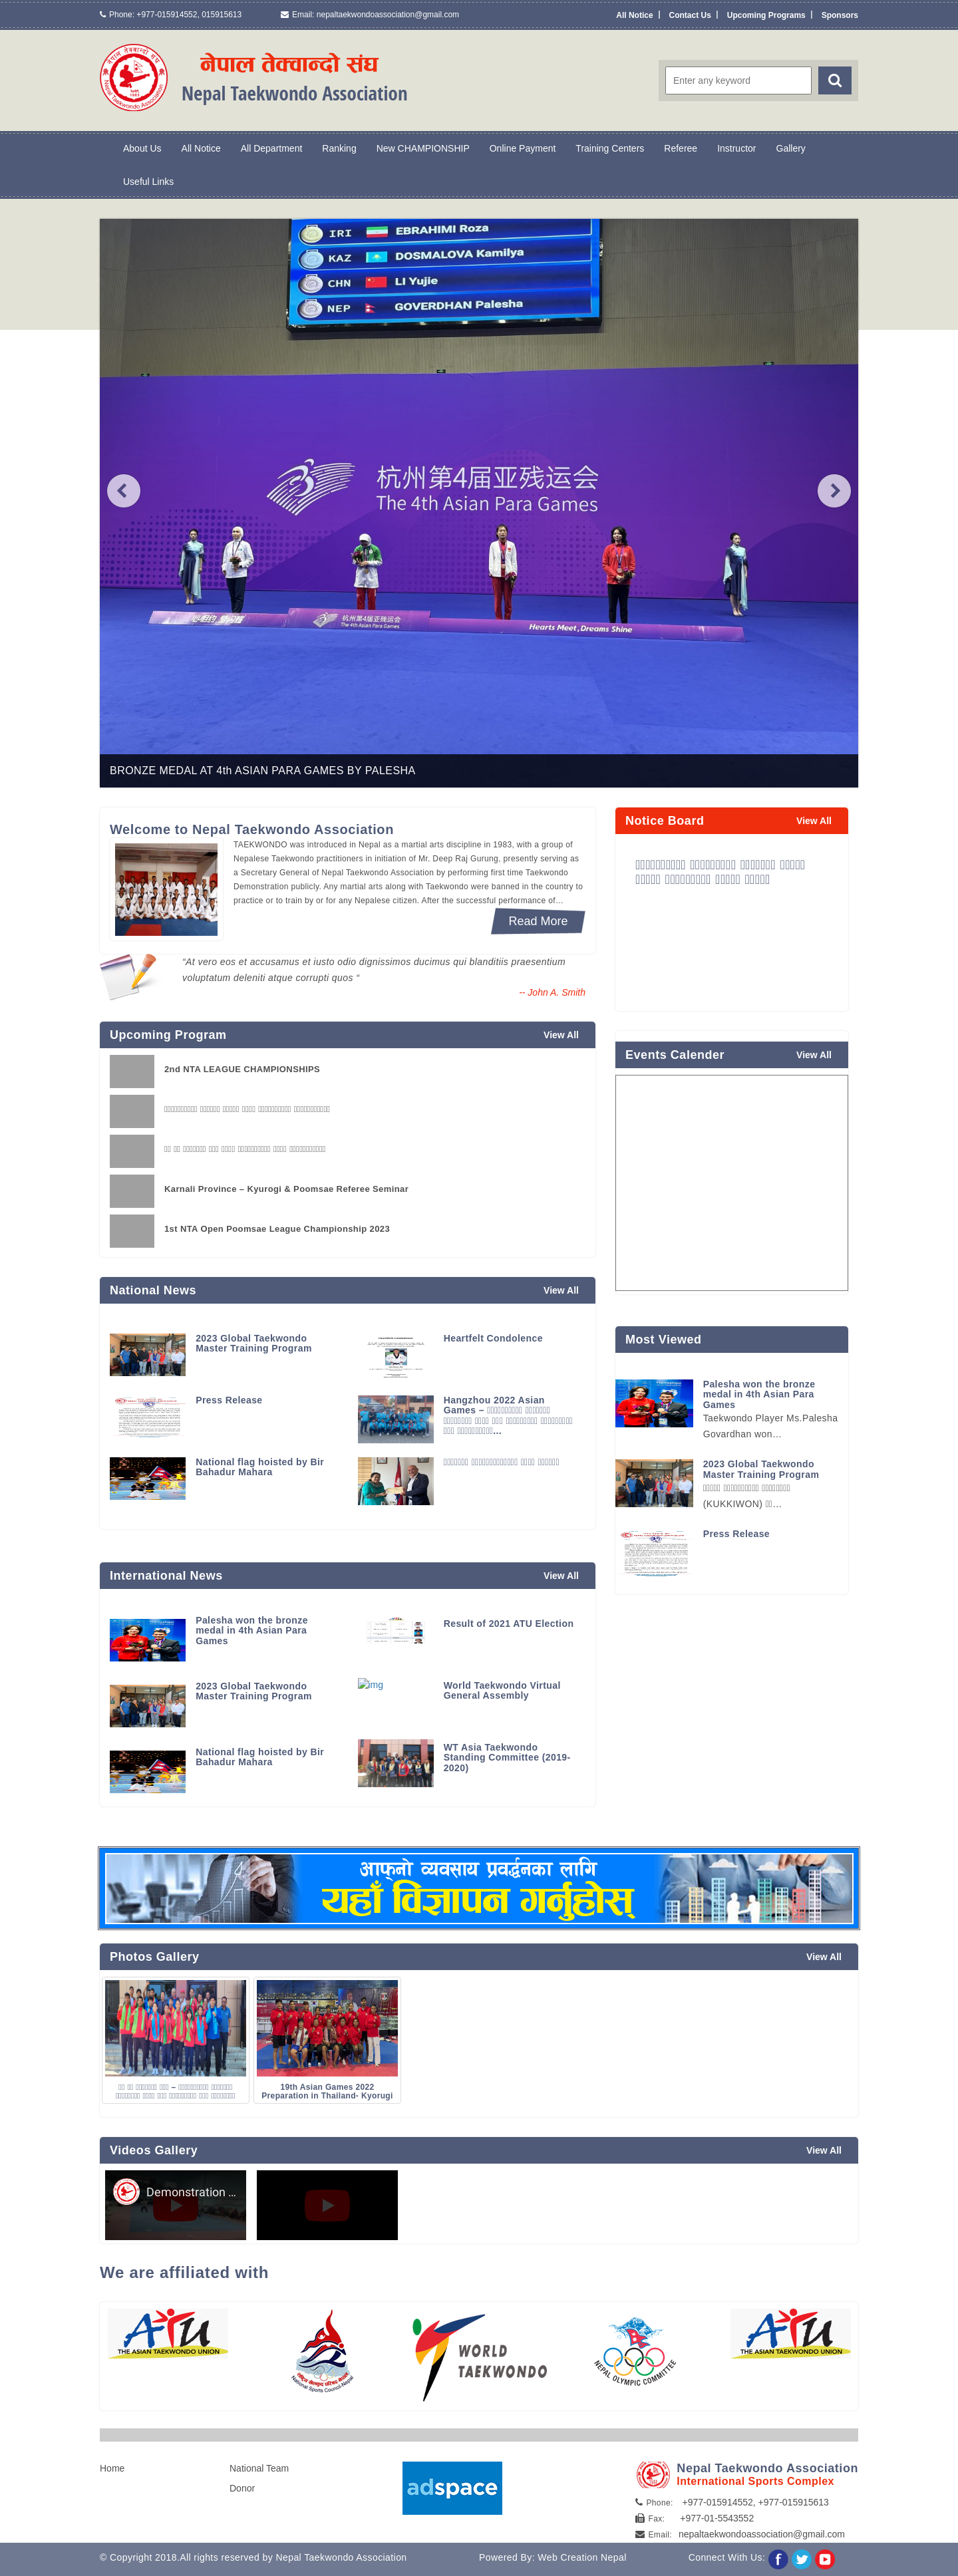 Phone: +977-015914552, 015915613
Email: nepaltaekwondoassociation@gmail.com
All Notice | Contact Us | Upcoming Programs | Sponsors
नेपाल तेक्वान्दो संघ
Nepal Taekwondo Association
Enter any keyword
About Us All Notice All Department Ranking New CHAMPIONSHIP Online Payment Training Centers Referee Instructor Gallery
Useful Links
IRI EBRAHIMI Roza
KAZ DOSMALOVA Kamilya
CHN LI Yujie
NEP GOVERDHAN Palesha
杭州第4届亚残运会
The 4th Asian Para Games
杭州第4届亚残运会
The 4th Asian Para Games
Hearts Meet, Dreams Shine
BRONZE MEDAL AT 4th ASIAN PARA GAMES BY PALESHA
Welcome to Nepal Taekwondo Association
TAEKWONDO was introduced in Nepal as a martial arts discipline in 1983, with a group of
Nepalese Taekwondo practitioners in initiation of Mr. Deep Raj Gurung, presently serving as
a Secretary General of Nepal Taekwondo Association by performing first time Taekwondo
Demonstration publicly. Any martial arts along with Taekwondo were banned in the country to
practice or to train by or for any Nepalese citizen. After the successful performance of…
Read More
“At vero eos et accusamus et iusto odio dignissimos ducimus qui blanditiis praesentium
voluptatum deleniti atque corrupti quos “
-- John A. Smith
Notice Board
View All
Upcoming Program
View All
2nd NTA LEAGUE CHAMPIONSHIPS
Karnali Province – Kyurogi & Poomsae Referee Seminar
1st NTA Open Poomsae League Championship 2023
Events Calender
View All
National News
View All
2023 Global Taekwondo
Master Training Program
Heartfelt Condolence
Press Release
Hangzhou 2022 Asian
Games –
National flag hoisted by Bir
Bahadur Mahara
Most Viewed
Palesha won the bronze
medal in 4th Asian Para
Games
Taekwondo Player Ms.Palesha
Govardhan won…
2023 Global Taekwondo
Master Training Program
(KUKKIWON)
Press Release
International News
View All
Palesha won the bronze
medal in 4th Asian Para
Games
Result of 2021 ATU Election
2023 Global Taekwondo
Master Training Program
img
World Taekwondo Virtual
General Assembly
National flag hoisted by Bir
Bahadur Mahara
WT Asia Taekwondo
Standing Committee (2019-
2020)
आफ्नो व्यवसाय प्रवर्द्धनका लागि
यहाँ विज्ञापन गर्नुहोस्
Photos Gallery
View All
19th Asian Games 2022
Preparation in Thailand- Kyorugi
Videos Gallery
View All
Demonstration ...
We are affiliated with
ATU
THE ASIAN TAEKWONDO UNION
National Sports Council-Nepal
WORLD
TAEKWONDO
NEPAL OLYMPIC COMMITTEE
ATU
THE ASIAN TAEKWONDO UNION
Home
National Team
Donor
adspace
Nepal Taekwondo Association
International Sports Complex
Phone: +977-015914552, +977-015915613
Fax: +977-01-5543552
Email: nepaltaekwondoassociation@gmail.com
© Copyright 2018.All rights reserved by Nepal Taekwondo Association
Powered By: Web Creation Nepal
Connect With Us: